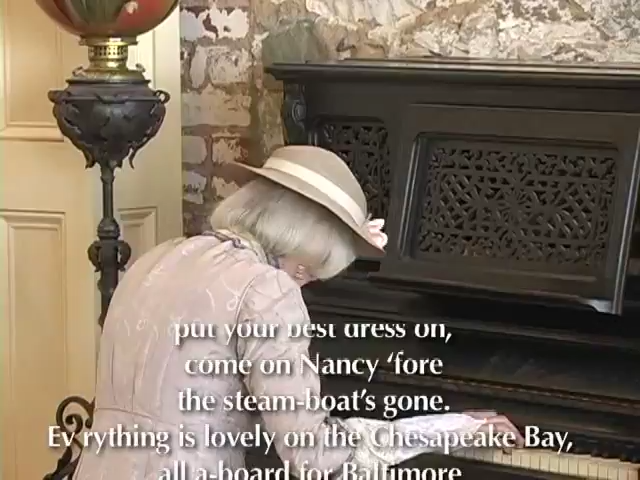 put your best dress on,
come on Nancy ‘fore
the steam-boat’s gone.
Ev rything is lovely on the Chesapeake Bay,
all a-board for Baltimore